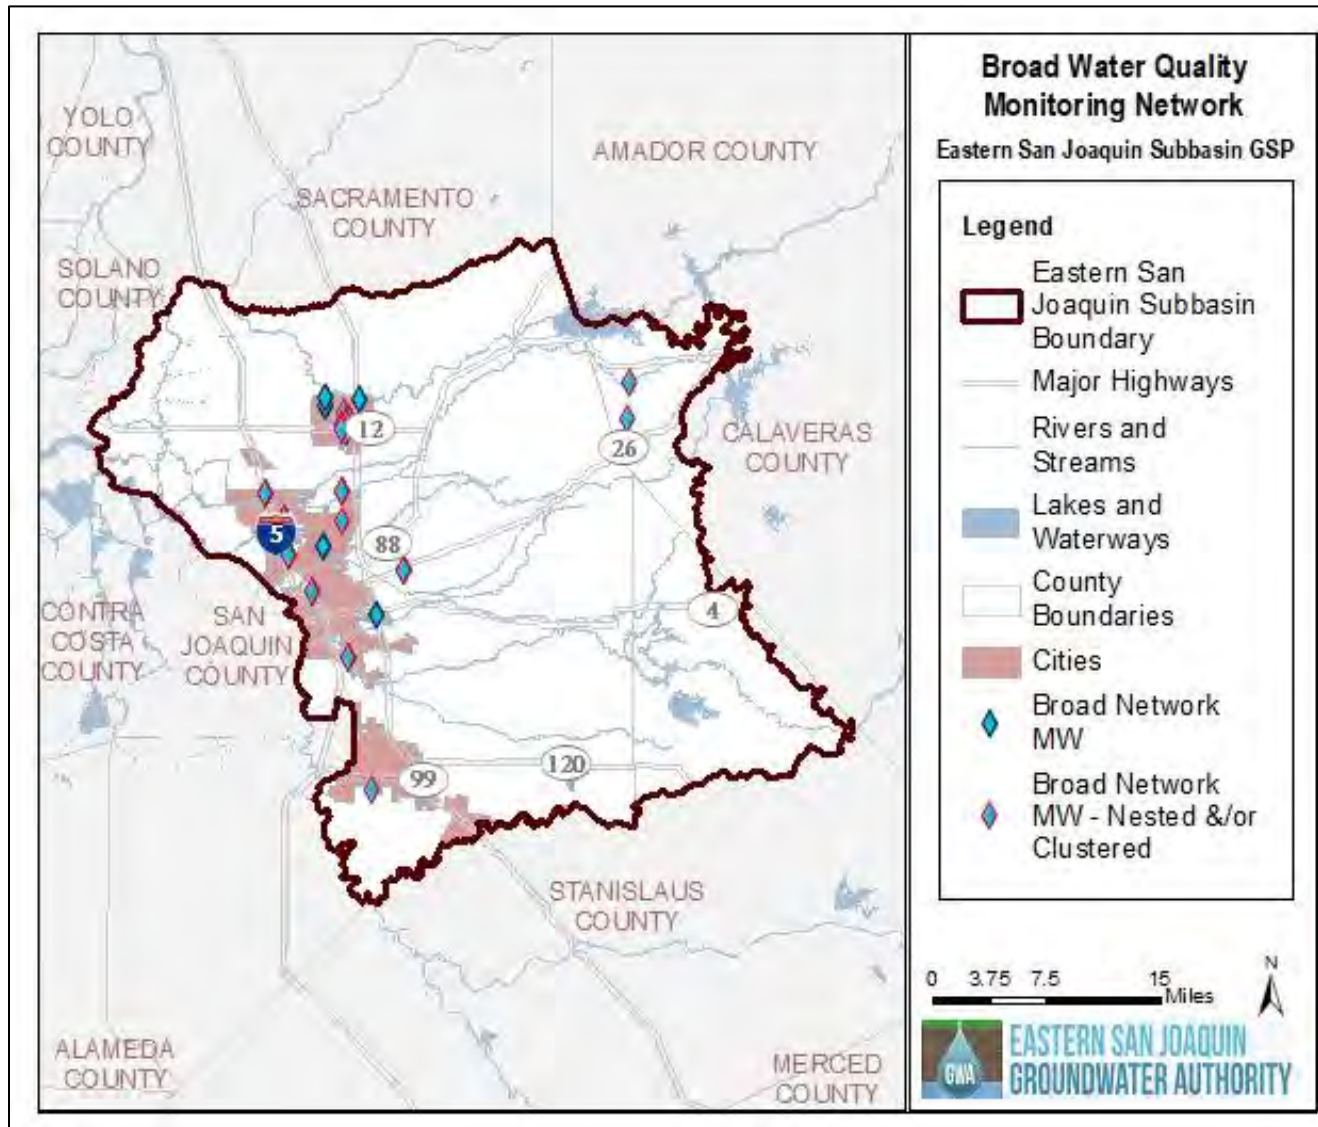 YOLO
COUNTY
AMADOR COUNTY
SACRAMENTO
COUNTY
SOLANO
COUNTY
12
26
CALAVERAS
COUNTY
5
88
CONTRA
COSTA
COUNTY
SAN
JOAQUIN
COUNTY
4
99
120
STANISLAUS
COUNTY
ALAMEDA
COUNTY
MERCED
COUNTY
Broad Water Quality
Monitoring Network
Eastern San Joaquin Subbasin GSP
Legend
Eastern San
Joaquin Subbasin
Boundary
Major Highways
Rivers and
Streams
Lakes and
Waterways
County
Boundaries
Cities
Broad Network
MW
Broad Network
MW - Nested &/or
Clustered
0 3.75 7.5 15
Miles
N
GWA
EASTERN SAN JOAQUIN
GROUNDWATER AUTHORITY